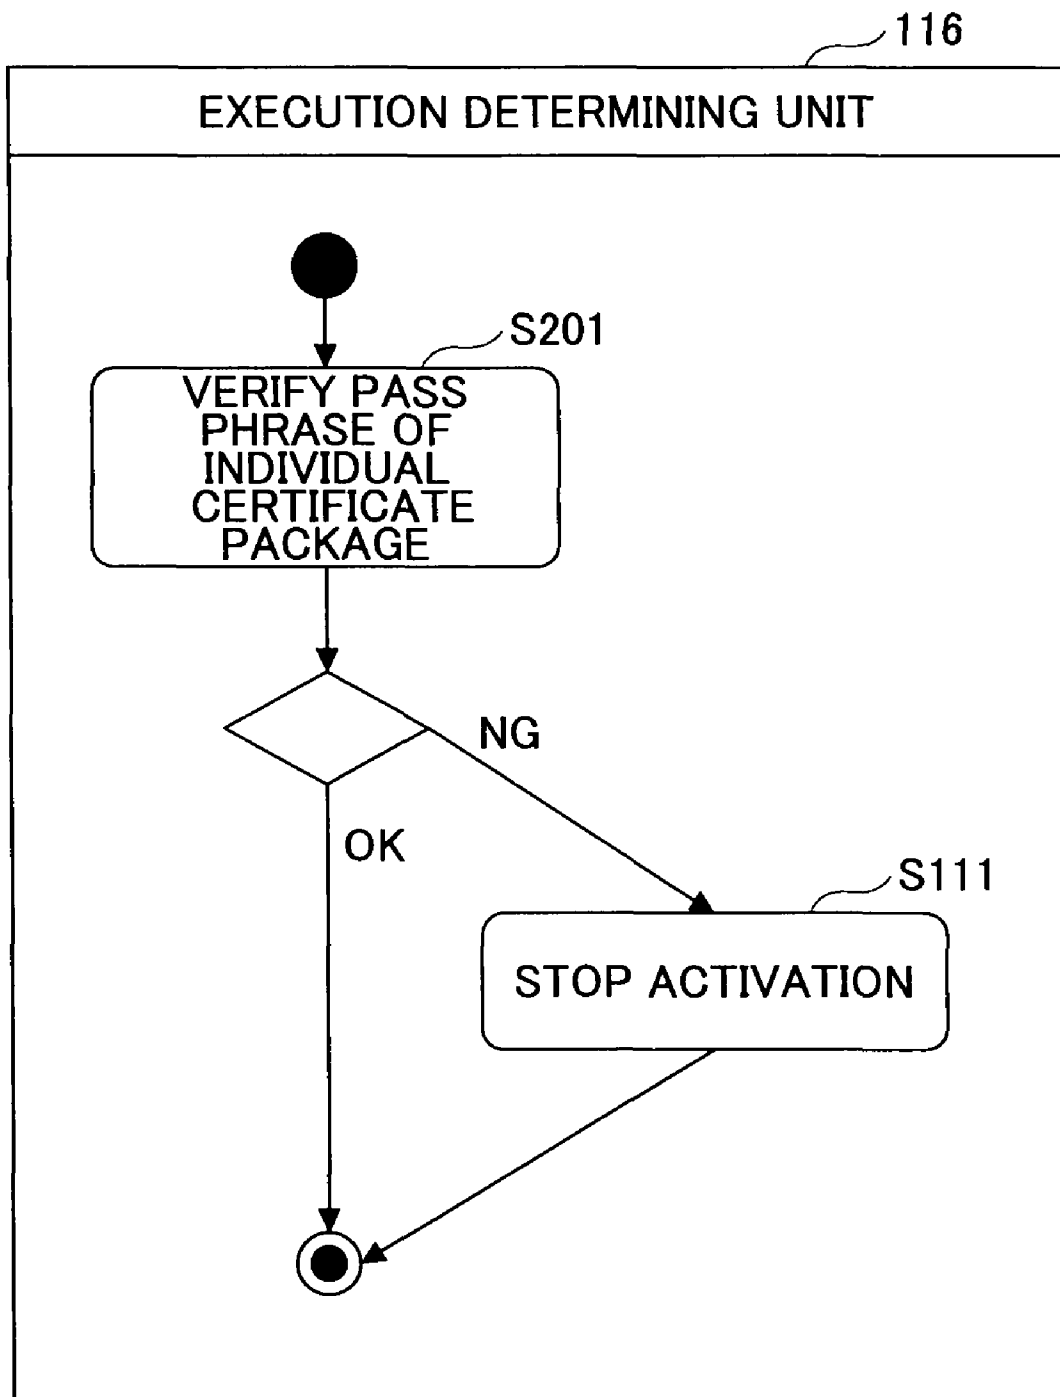 116
EXECUTION DETERMINING UNIT
S201
VERIFY PASS
PHRASE OF
INDIVIDUAL
CERTIFICATE
PACKAGE
NG
OK
S111
STOP ACTIVATION